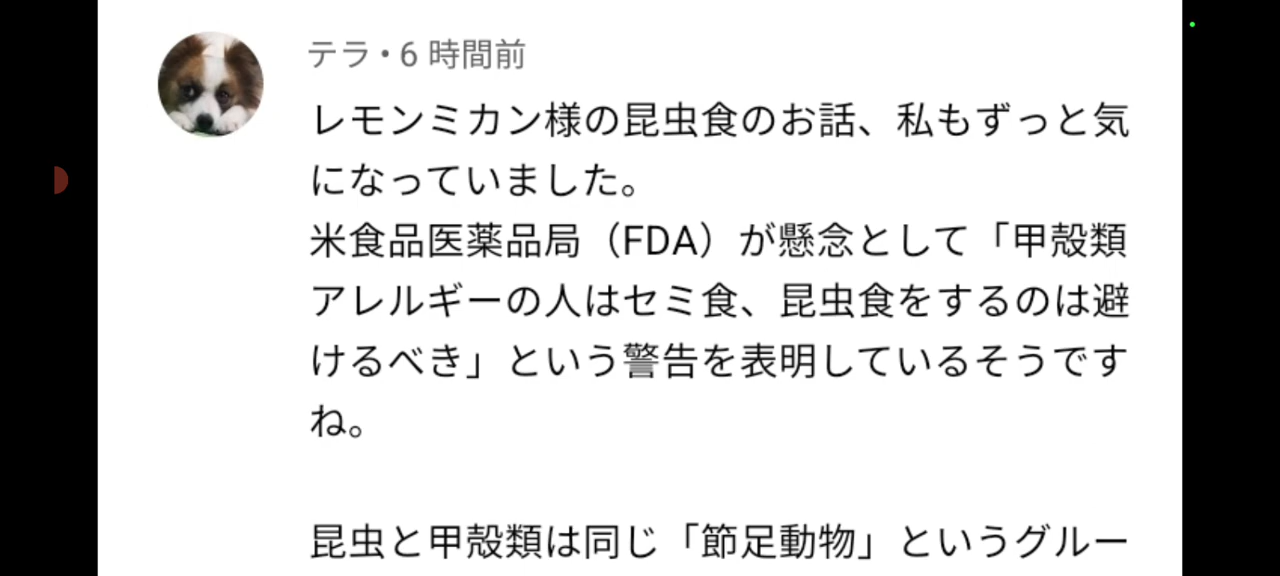 テラ • 6 時間前
レモンミカン様の昆虫食のお話、私もずっと気
になっていました。
米食品医薬品局（FDA）が懸念として「甲殻類
アレルギーの人はセミ食、昆虫食をするのは避
けるべき」という警告を表明しているそうです
ね。
昆虫と甲殻類は同じ「節足動物」というグルー